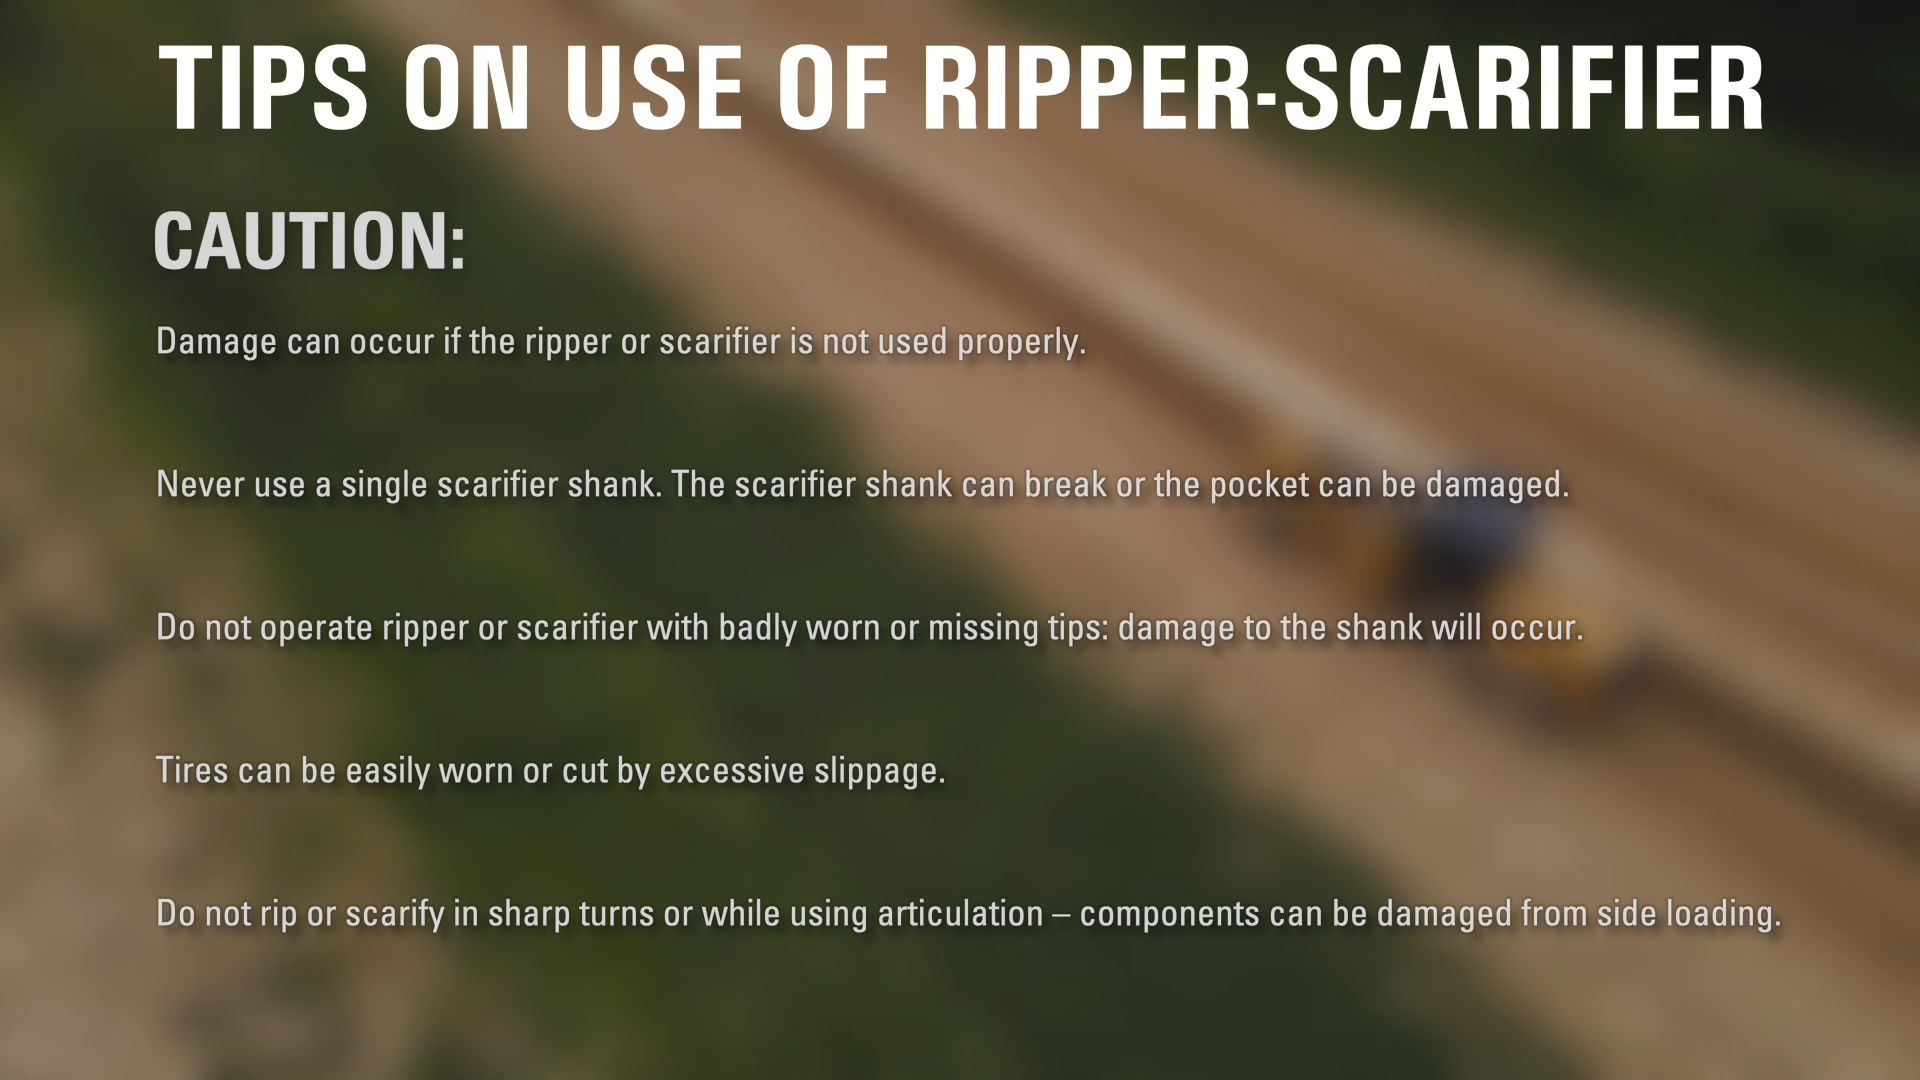 TIPS ON USE OF RIPPER-SCARIFIER
CAUTION:
Damage can occur if the ripper or scarifier is not used properly.
Never use a single scarifier shank. The scarifier shank can break or the pocket can be damaged.
Do not operate ripper or scarifier with badly worn or missing tips: damage to the shank will occur.
Tires can be easily worn or cut by excessive slippage.
Do not rip or scarify in sharp turns or while using articulation – components can be damaged from side loading.